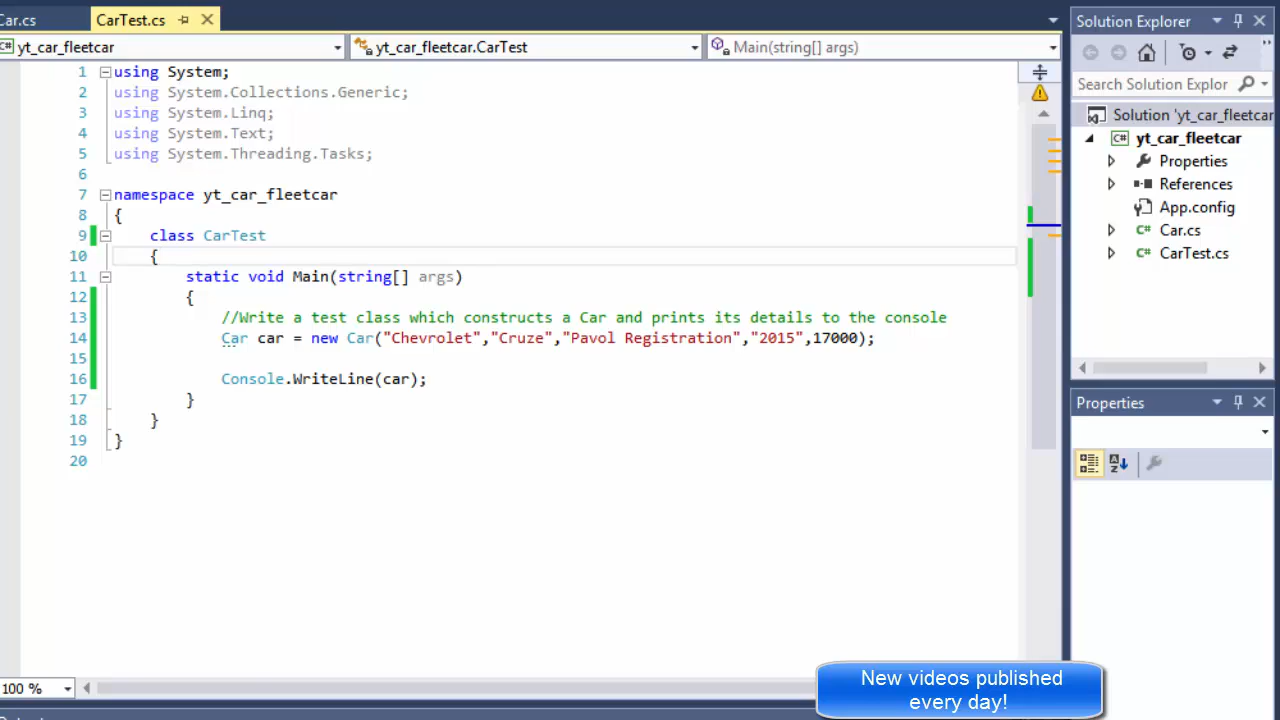 Car.cs
CarTest.cs
yt_car_fleetcar
yt_car_fleetcar.CarTest
Main(string[] args)
1 using System;
2 using System.Collections.Generic;
3 using System.Linq;
4 using System.Text;
5 using System.Threading.Tasks;
6
7 namespace yt_car_fleetcar
8 {
9 class CarTest
10 {
11 static void Main(string[] args)
12 {
13 //Write a test class which constructs a Car and prints its details to the console
14 Car car = new Car("Chevrolet","Cruze","Pavol Registration","2015",17000);
15
16 Console.WriteLine(car);
17 }
18 }
19 }
20
100 %
Solution Explorer
Search Solution Explor
Solution 'yt_car_fleetcar
C# yt_car_fleetcar
Properties
References
App.config
C# Car.cs
C# CarTest.cs
Properties
New videos published
every day!